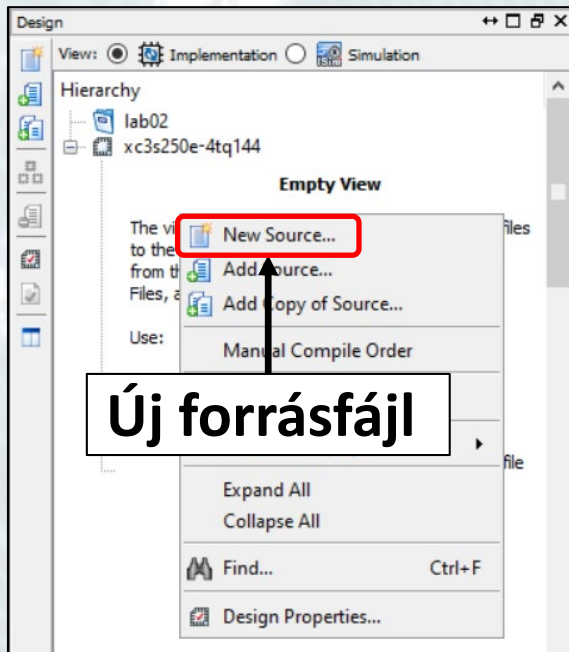 Design
View: Implementation Simulation
Hierarchy
lab02
xc3s250e-4tq144
Empty View
The vi files
to the
from th
Files, a
Use:
file
New Source...
Add Source...
Add Copy of Source...
Manual Compile Order
Új forrásfájl
Expand All
Collapse All
Find... Ctrl+F
Design Properties...